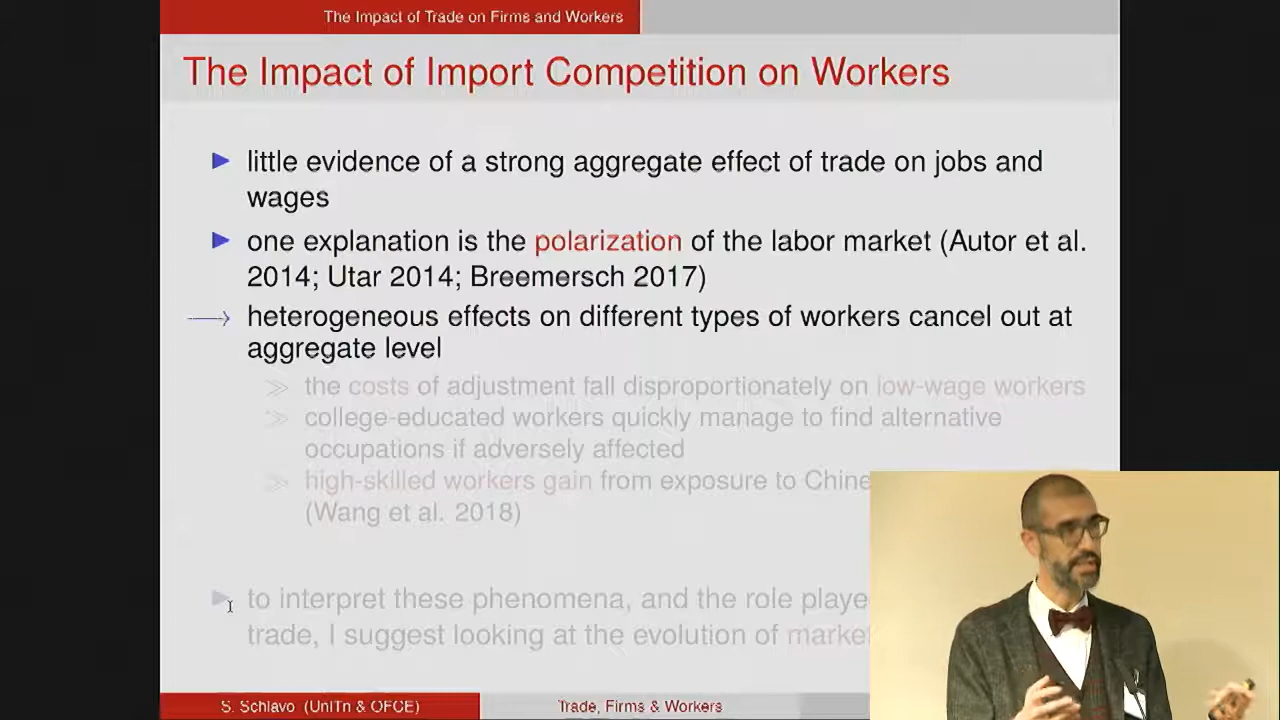 The Impact of Trade on Firms and Workers
The Impact of Import Competition on Workers
little evidence of a strong aggregate effect of trade on jobs and
wages
one explanation is the polarization of the labor market (Autor et al.
2014; Utar 2014; Breemersch 2017)
heterogeneous effects on different types of workers cancel out at
aggregate level
the costs of adjustment fall disproportionately on low-wage workers
college-educated workers quickly manage to find alternative
occupations if adversely affected
high-skilled workers gain from exposure to Chine
(Wang et al. 2018)
to interpret these phenomena, and the role playe
trade, I suggest looking at the evolution of market
S. Schiavo (UniTn & OFCE)
Trade, Firms & Workers